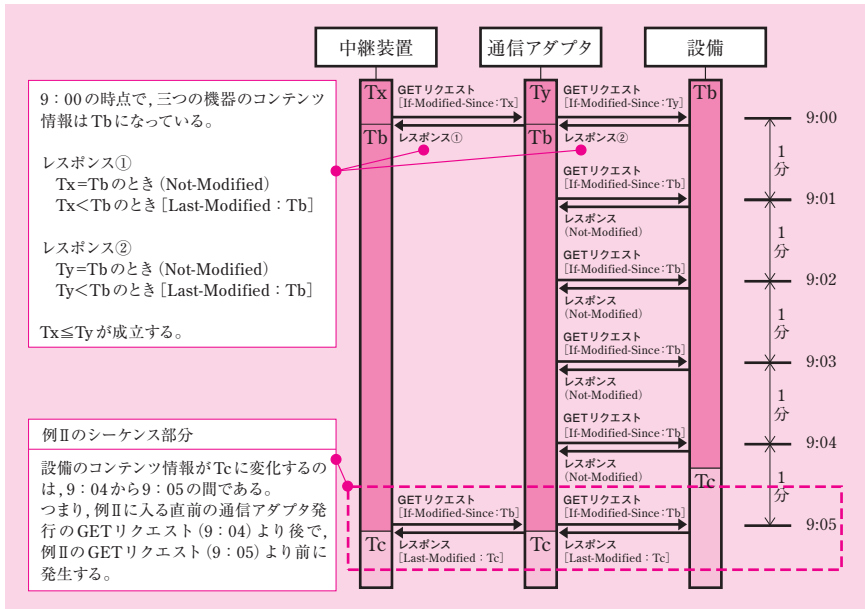 中継装置
通信アダプタ
設備
9：00の時点で，三つの機器のコンテンツ
情報はTbになっている。
レスポンス①
Tx=Tbのとき (Not-Modified)
Tx<Tbのとき [Last-Modified：Tb]
レスポンス②
Ty=Tbのとき (Not-Modified)
Ty<Tbのとき [Last-Modified：Tb]
Tx≦Tyが成立する。
Tx
GETリクエスト
[If-Modified-Since：Tx]
Ty
GETリクエスト
[If-Modified-Since：Ty]
Tb
9:00
Tb
レスポンス①
Tb
レスポンス②
1
分
GETリクエスト
[If-Modified-Since：Tb]
9:01
レスポンス
(Not-Modified)
1
分
GETリクエスト
[If-Modified-Since：Tb]
9:02
レスポンス
(Not-Modified)
1
分
GETリクエスト
[If-Modified-Since：Tb]
9:03
レスポンス
(Not-Modified)
1
分
GETリクエスト
[If-Modified-Since：Tb]
9:04
レスポンス
(Not-Modified)
Tc
1
分
例Ⅱのシーケンス部分
設備のコンテンツ情報がTcに変化するの
は，9：04から9：05の間である。
つまり，例Ⅱに入る直前の通信アダプタ発
行のGETリクエスト（9：04）より後で，
例ⅡのGETリクエスト（9：05）より前に
発生する。
GETリクエスト
[If-Modified-Since：Tb]
GETリクエスト
[If-Modified-Since：Tb]
9:05
Tc
レスポンス
[Last-Modified：Tc]
Tc
レスポンス
[Last-Modified：Tc]